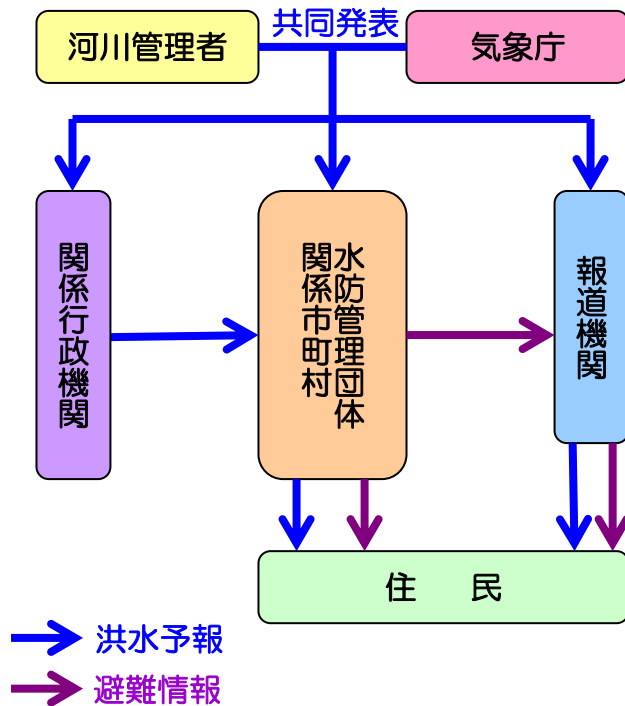 共同発表
河川管理者
気象庁
関係行政機関
水防管理団体
関係市町村
報道機関
住 民
洪水予報
避難情報